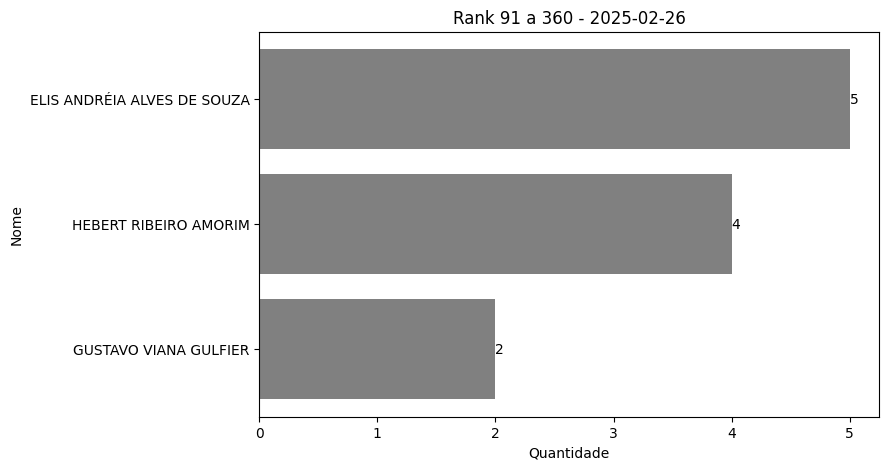 Rank 91 a 360 - 2025-02-26
ELIS ANDRÉIA ALVES DE SOUZA
5
HEBERT RIBEIRO AMORIM
4
GUSTAVO VIANA GULFIER
2
Nome
0 1 2 3 4 5
Quantidade